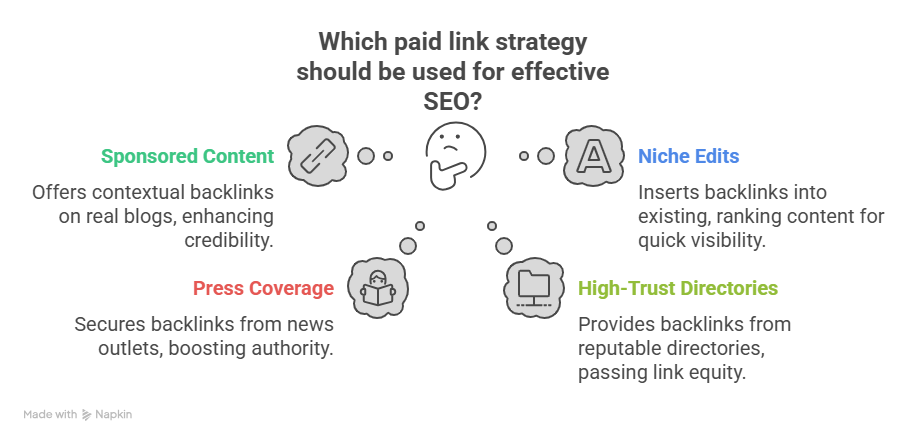 Which paid link strategy
should be used for effective
SEO?
Sponsored Content
Offers contextual backlinks
on real blogs, enhancing
credibility.
Niche Edits
Inserts backlinks into
existing, ranking content for
quick visibility.
Press Coverage
Secures backlinks from news
outlets, boosting authority.
High-Trust Directories
Provides backlinks from
reputable directories,
passing link equity.
Made with Napkin